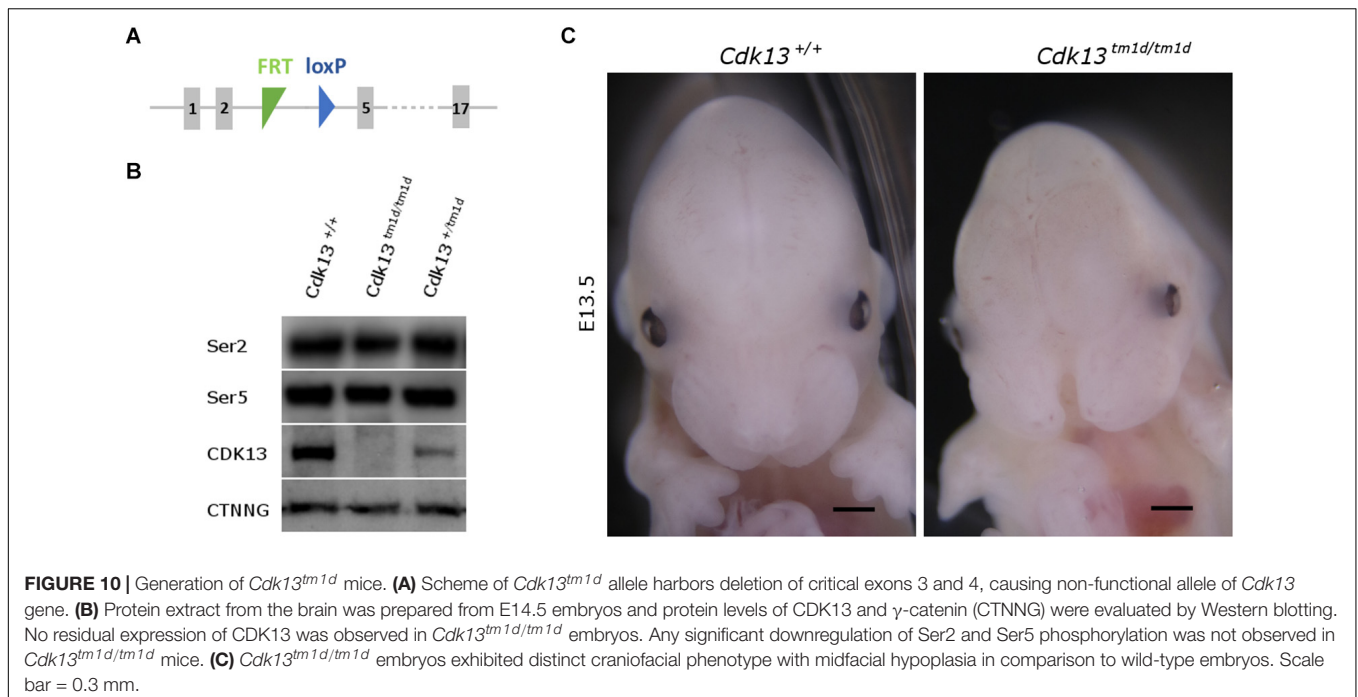 A
FRT loxP
1 2 5 17
B
Cdk13 +/+
Cdk13 tm1d/tm1d
Cdk13 +/tm1d
Ser2
Ser5
CDK13
CTNNG
C
Cdk13 +/+
Cdk13 tm1d/tm1d
E13.5
FIGURE 10 | Generation of Cdk13tm1d mice. (A) Scheme of Cdk13tm1d allele harbors deletion of critical exons 3 and 4, causing non-functional allele of Cdk13
gene. (B) Protein extract from the brain was prepared from E14.5 embryos and protein levels of CDK13 and γ-catenin (CTNNG) were evaluated by Western blotting.
No residual expression of CDK13 was observed in Cdk13tm1d/tm1d embryos. Any significant downregulation of Ser2 and Ser5 phosphorylation was not observed in
Cdk13tm1d/tm1d mice. (C) Cdk13tm1d/tm1d embryos exhibited distinct craniofacial phenotype with midfacial hypoplasia in comparison to wild-type embryos. Scale
bar = 0.3 mm.